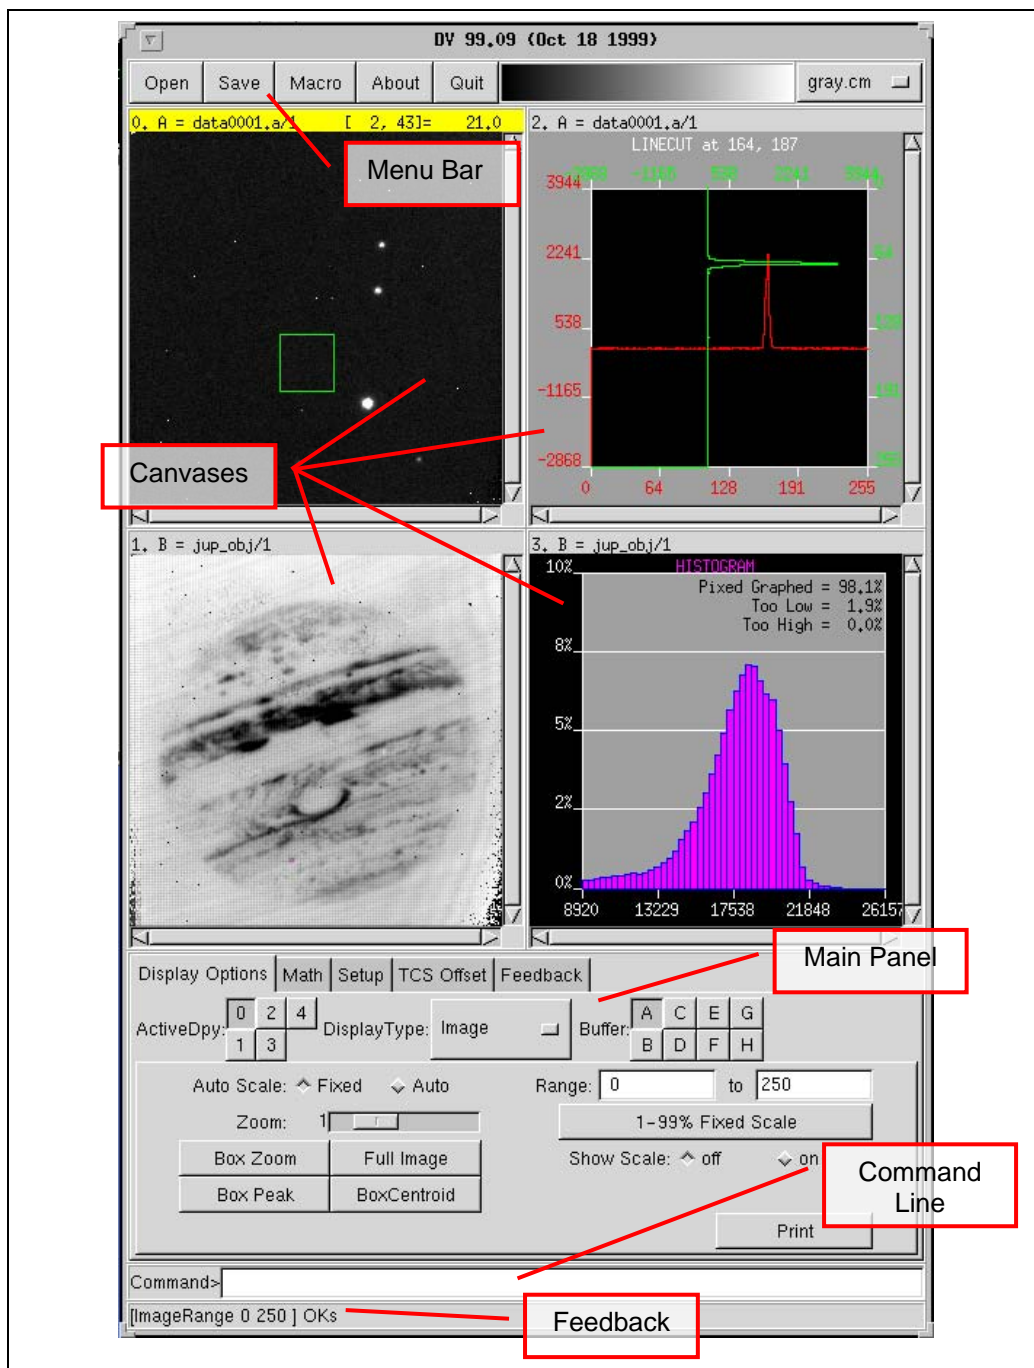 DV 99.09 (Oct 18 1999)
Open Save Macro About Quit gray.cm
0. A = data0001.a/1 [ 2, 43]= 21.0
2. A = data0001.a/1
Menu Bar
LINECUT at 164, 187
-1165 538 2241
3944
2241
538
-1165
-2868
0 64 128 191 255
Canvases
1. B = jup_obj/1
3. B = jup_obj/1
HISTOGRAM
Pixed Graphed = 98.1%
Too Low = 1.9%
Too High = 0.0%
10%
8%
5%
2%
0%
8920 13229 17538 21848 26157
Main Panel
Display Options Math Setup TCS Offset Feedback
ActiveDpy: 0 2 4 1 3 DisplayType: Image Buffer: A C E G B D F H
Auto Scale: Fixed Auto Range: 0 to 250
Zoom: 1 1-99% Fixed Scale
Box Zoom Full Image Show Scale: off on
Box Peak BoxCentroid
Command
Line
Print
Command>
[ImageRange 0 250 ] OKs
Feedback